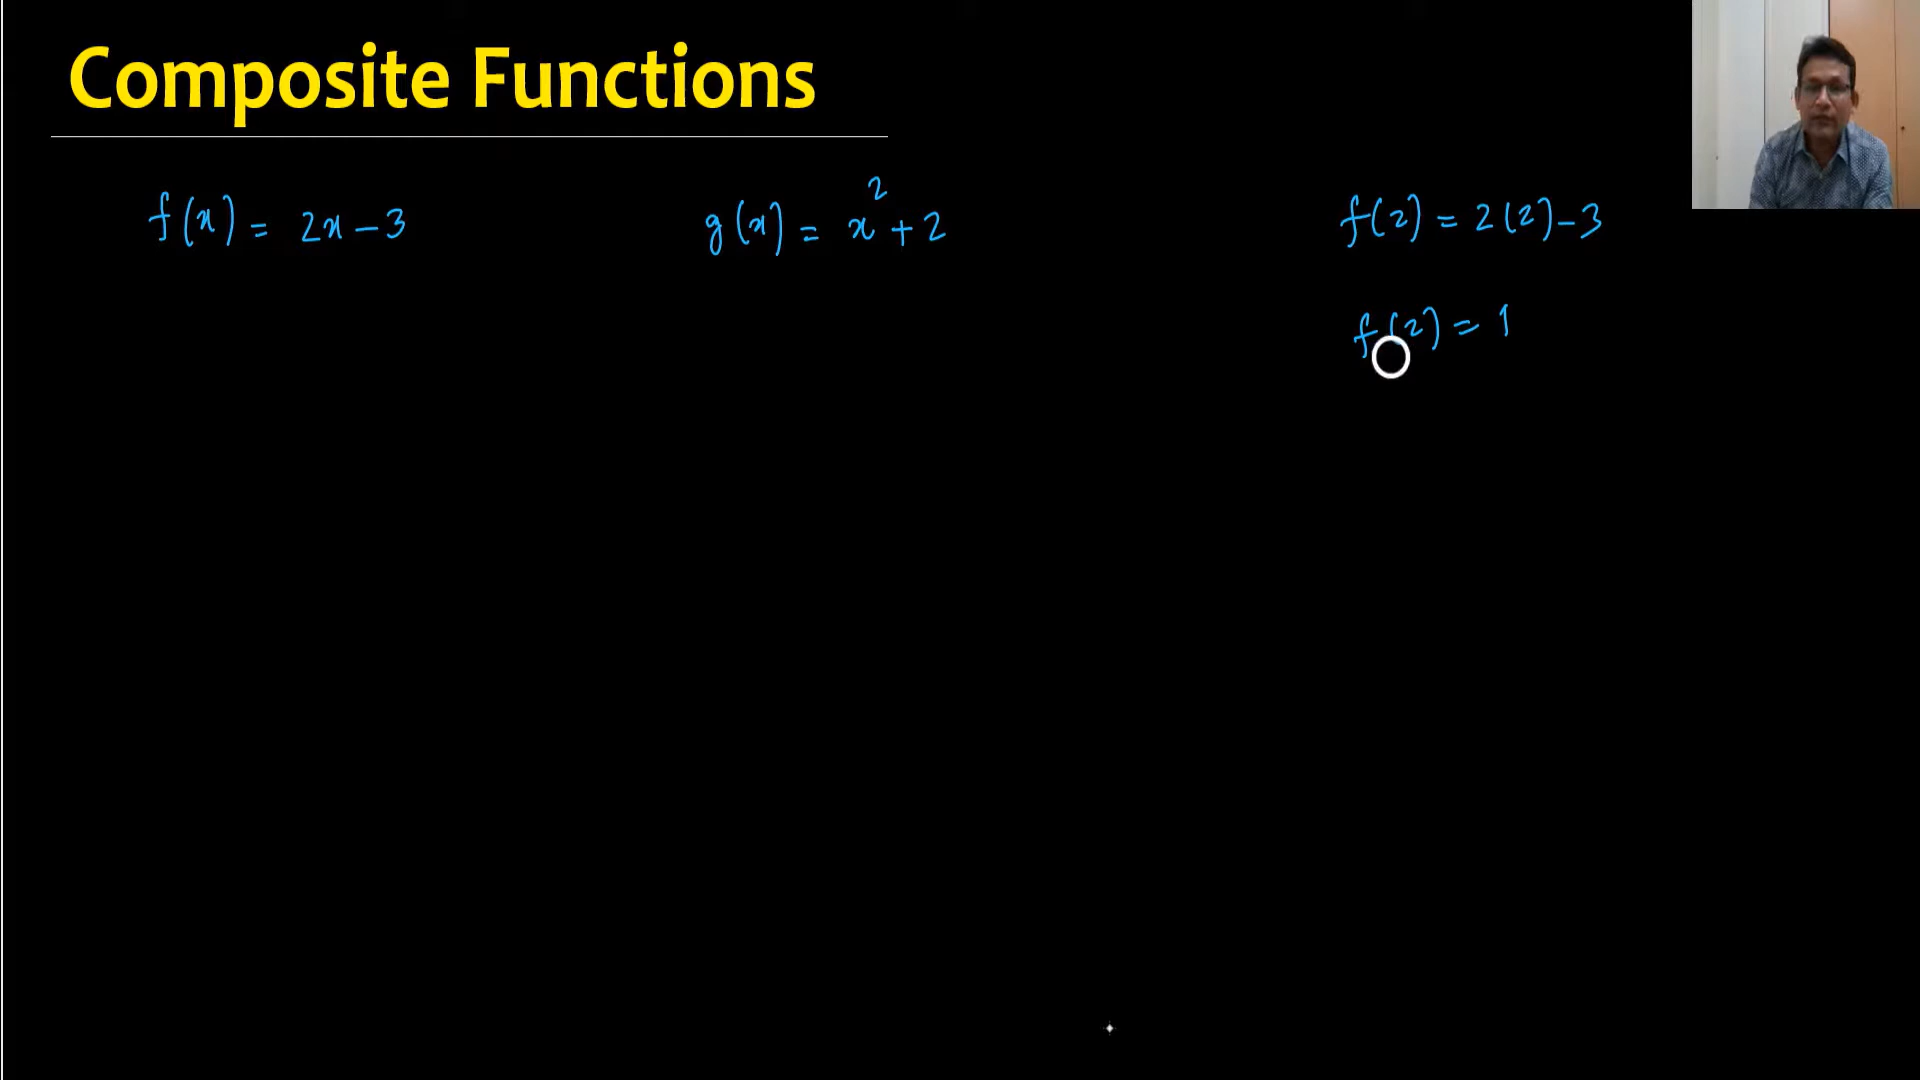 Composite Functions
f(x) = 2x - 3 g(x) = x² + 2 f(2) = 2(2) - 3
f(2) = 1